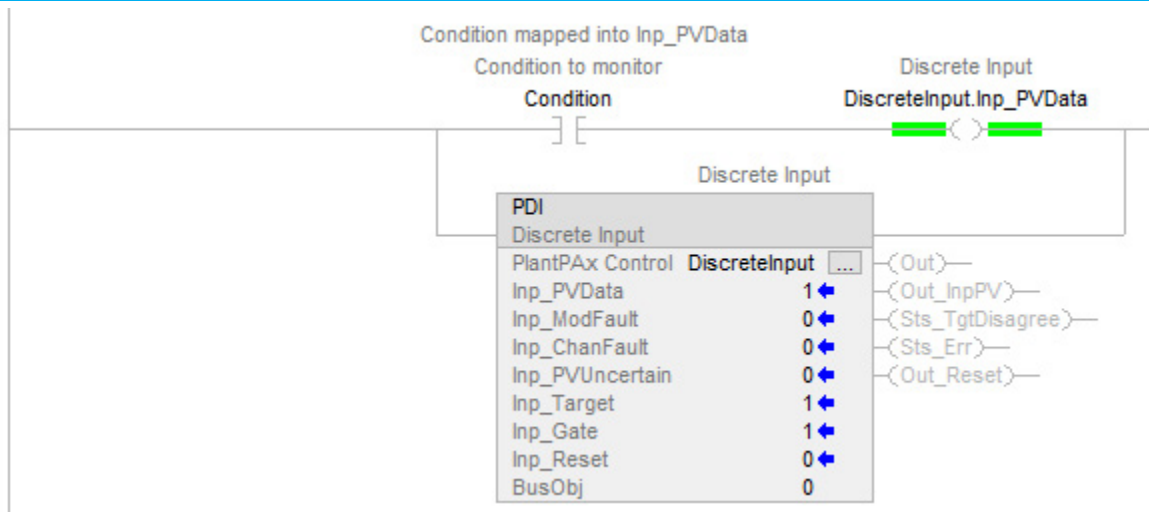 Condition mapped into Inp_PVData
Condition to monitor
Discrete Input
Condition
DiscreteInput.Inp_PVData
Discrete Input
PDI
Discrete Input
PlantPAx Control DiscreteInput ... (Out)
Inp_PVData 1 (Out_InpPV)
Inp_ModFault 0 (Sts_TgtDisagree)
Inp_ChanFault 0 (Sts_Err)
Inp_PVUncertain 0 (Out_Reset)
Inp_Target 1
Inp_Gate 1
Inp_Reset 0
BusObj 0